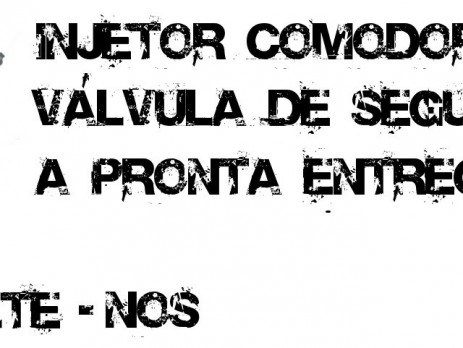 INJETOR COMODOR
VÁLVULA DE SEGU
A PRONTA ENTREG
LTE - NOS